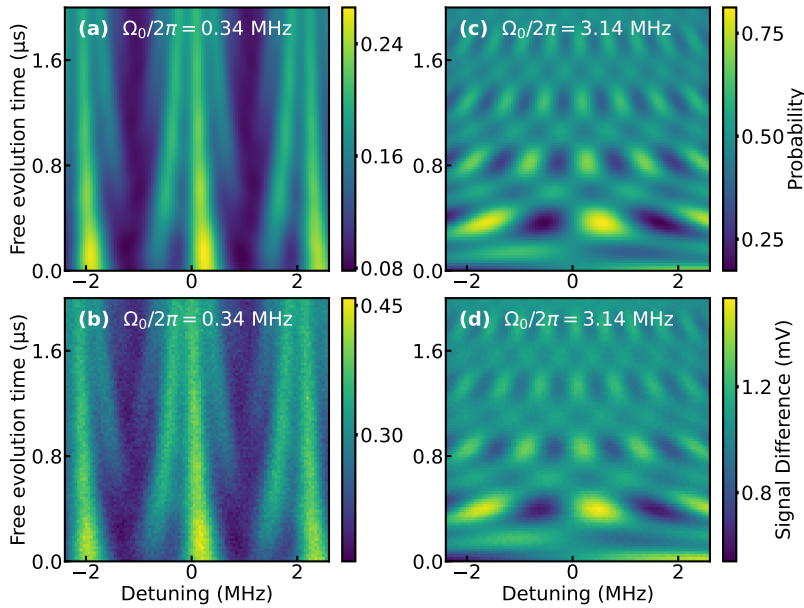 (a) Ω₀/2π = 0.34 MHz
Free evolution time (μs)
1.6
0.8
0.0
−2
0
2
0.24
0.16
0.08
(c) Ω₀/2π = 3.14 MHz
−2
0
2
0.75
0.50
0.25
Probability
(b) Ω₀/2π = 0.34 MHz
Free evolution time (μs)
1.6
0.8
0.0
−2
0
2
Detuning (MHz)
0.45
0.30
(d) Ω₀/2π = 3.14 MHz
−2
0
2
Detuning (MHz)
1.2
0.8
Signal Difference (mV)